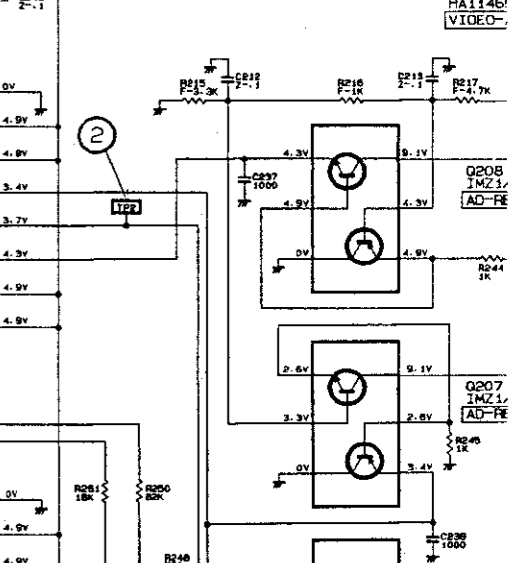 Z-.1
HA1146
VIDEO-
C212
Z-.1
R215
F-3.3K
R216
F-1K
C213
Z-.1
R217
F-4.7K
0V
4.9V
4.8V
3.4V
3.7V
4.3V
4.9V
4.9V
2
TP2
C237
1000
4.3V
9.1V
4.9V
4.3V
0V
4.9V
Q208
IMZ1/
AD-RE
R244
1K
2.6V
9.1V
3.3V
2.6V
0V
3.4V
Q207
IMZ1/
AD-RE
R245
1K
R251
18K
R250
82K
0V
4.9V
4.9V
R248
C238
1000